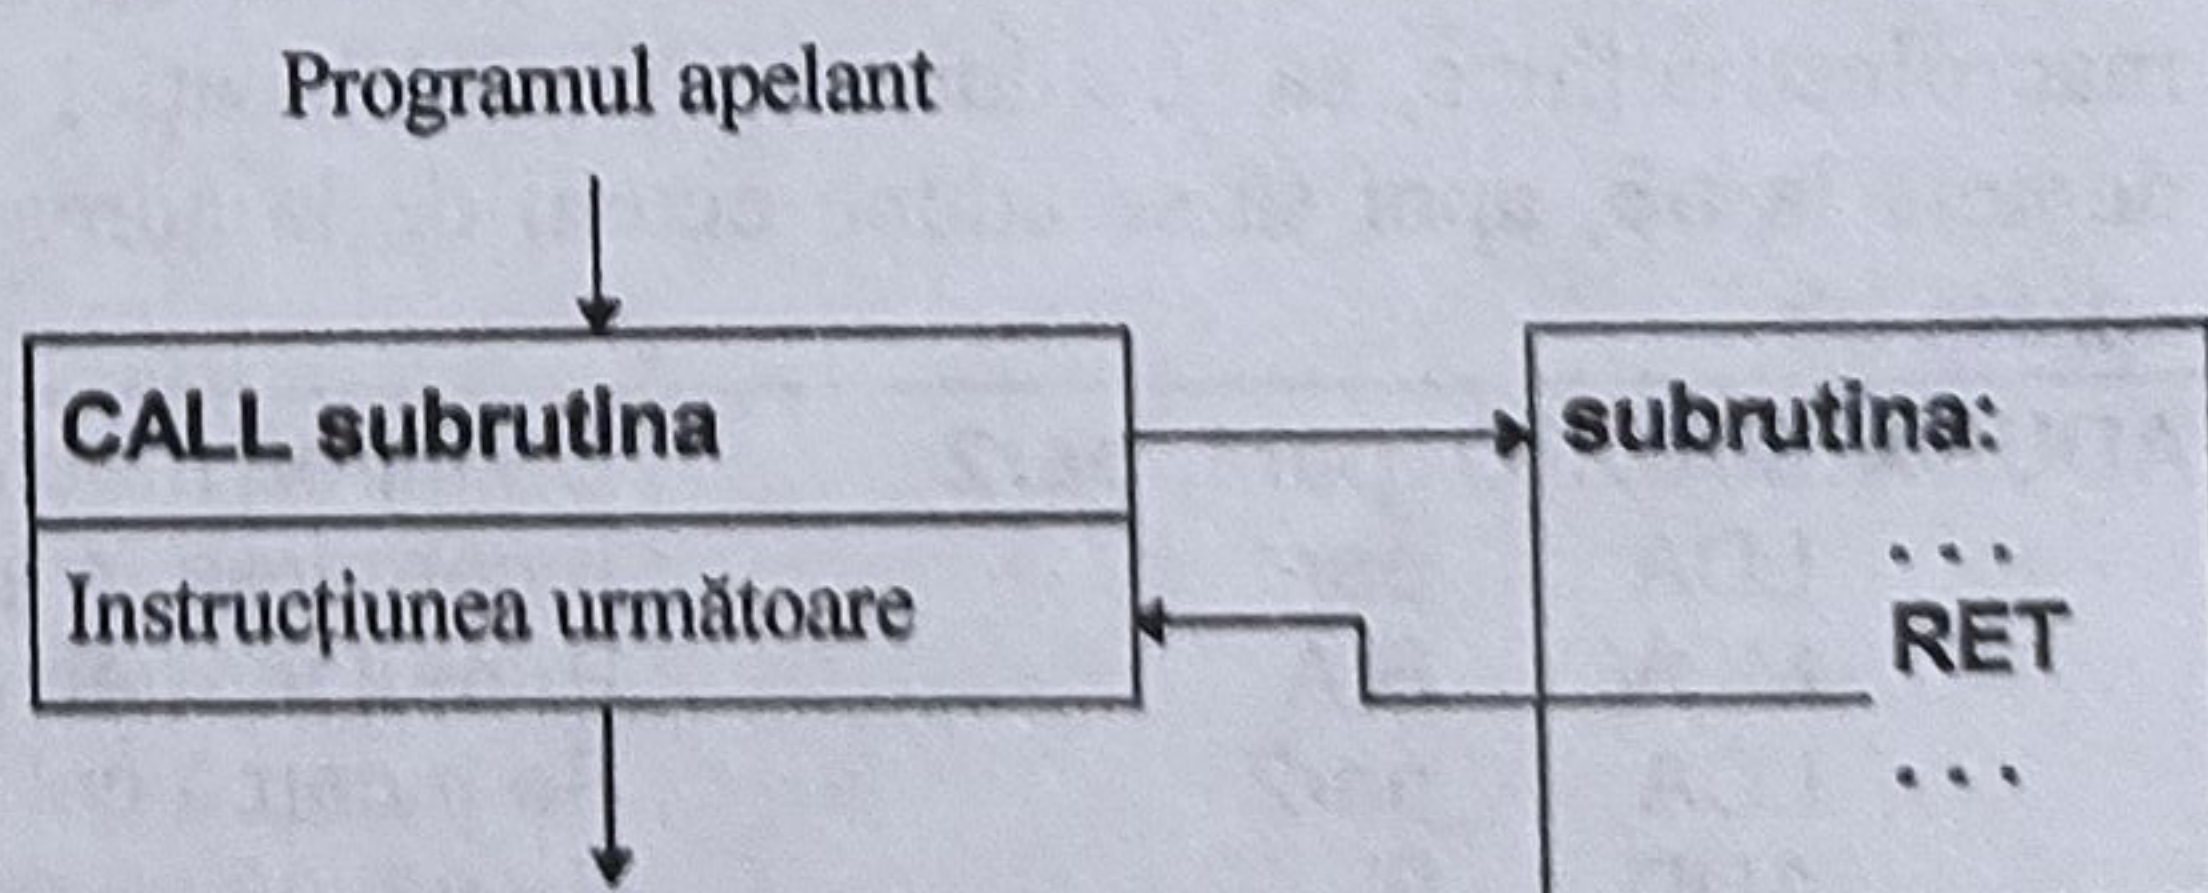 Programul apelant
CALL subrutina
subrutina:
. . .
Instrucțiunea următoare
RET
. . .